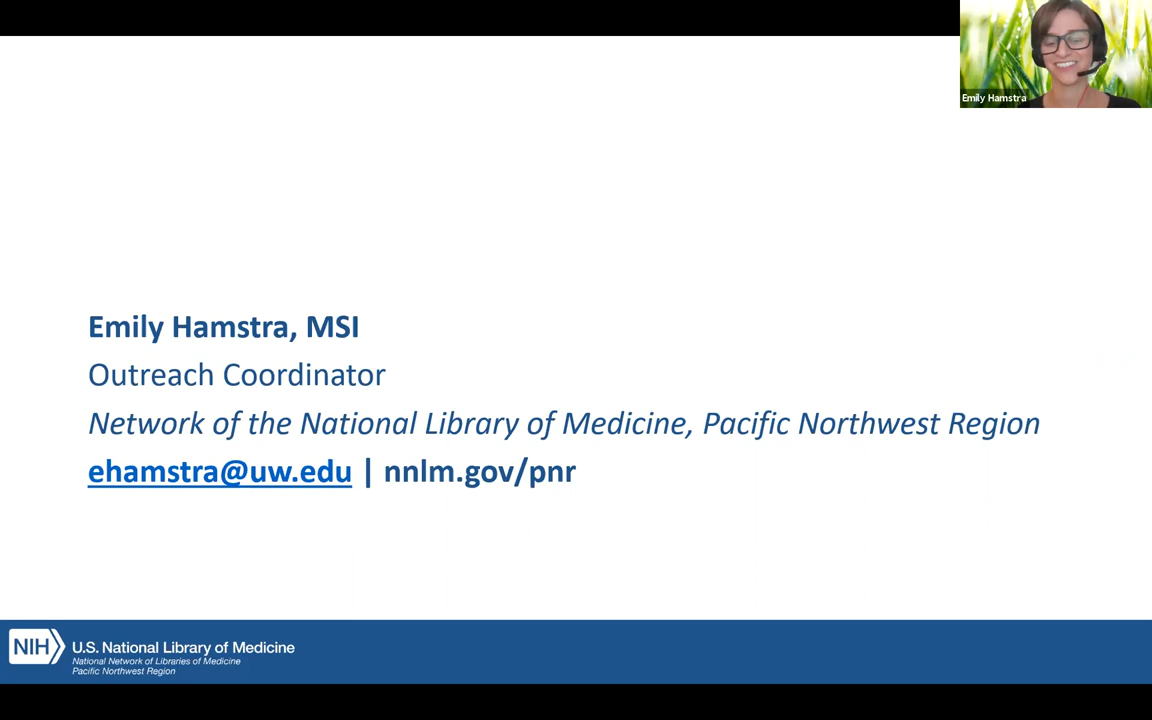 Emily Hamstra
Emily Hamstra, MSI
Outreach Coordinator
Network of the National Library of Medicine, Pacific Northwest Region
ehamstra@uw.edu | nnlm.gov/pnr
NIH U.S. National Library of Medicine
National Network of Libraries of Medicine
Pacific Northwest Region